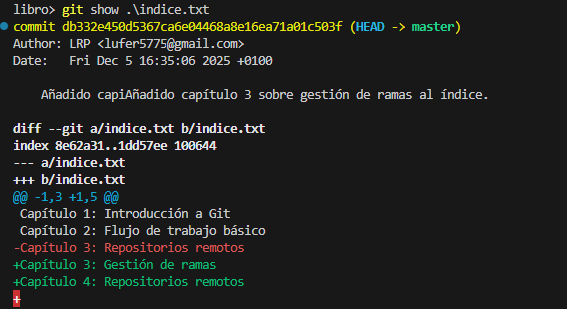 libro> git show .\indice.txt
commit db332e450d5367ca6e04468a8e16ea71a01c503f (HEAD -> master)
Author: LRP <lufer5775@gmail.com>
Date:   Fri Dec 5 16:35:06 2025 +0100

    Añadido capiAñadido capítulo 3 sobre gestión de ramas al índice.

diff --git a/indice.txt b/indice.txt
index 8e62a31..1dd57ee 100644
--- a/indice.txt
+++ b/indice.txt
@@ -1,3 +1,5 @@
 Capítulo 1: Introducción a Git
 Capítulo 2: Flujo de trabajo básico
-Capítulo 3: Repositorios remotos
+Capítulo 3: Gestión de ramas
+Capítulo 4: Repositorios remotos
+